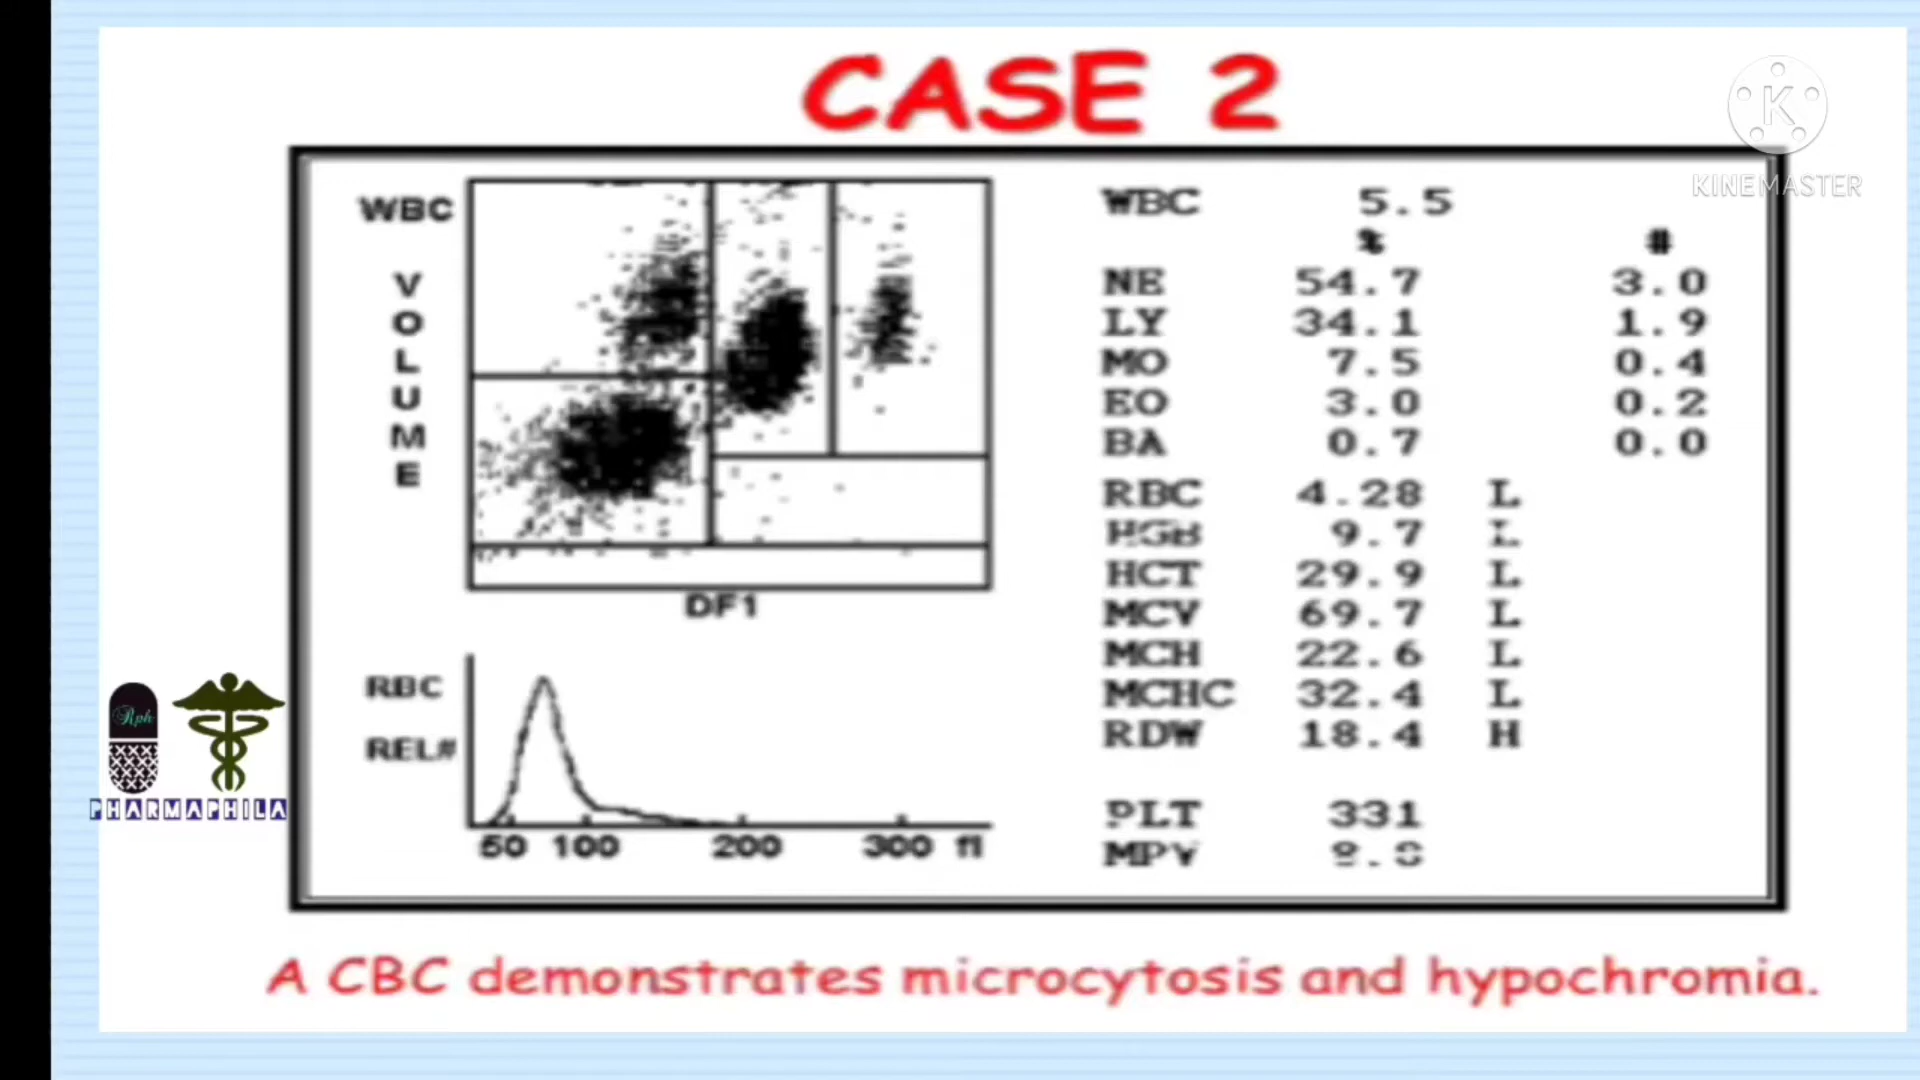 CASE 2
KINEMASTER
WBC
VOLUME
DF1
RBC
REL#
50 100 200 300 fl
WBC 5.5
% #
NE 54.7 3.0
LY 34.1 1.9
MO 7.5 0.4
EO 3.0 0.2
BA 0.7 0.0
RBC 4.28 L
HGB 9.7 L
HCT 29.9 L
MCV 69.7 L
MCH 22.6 L
MCHC 32.4 L
RDW 18.4 H
PLT 331
MPV
Rph
PHARMAPHILA
A CBC demonstrates microcytosis and hypochromia.